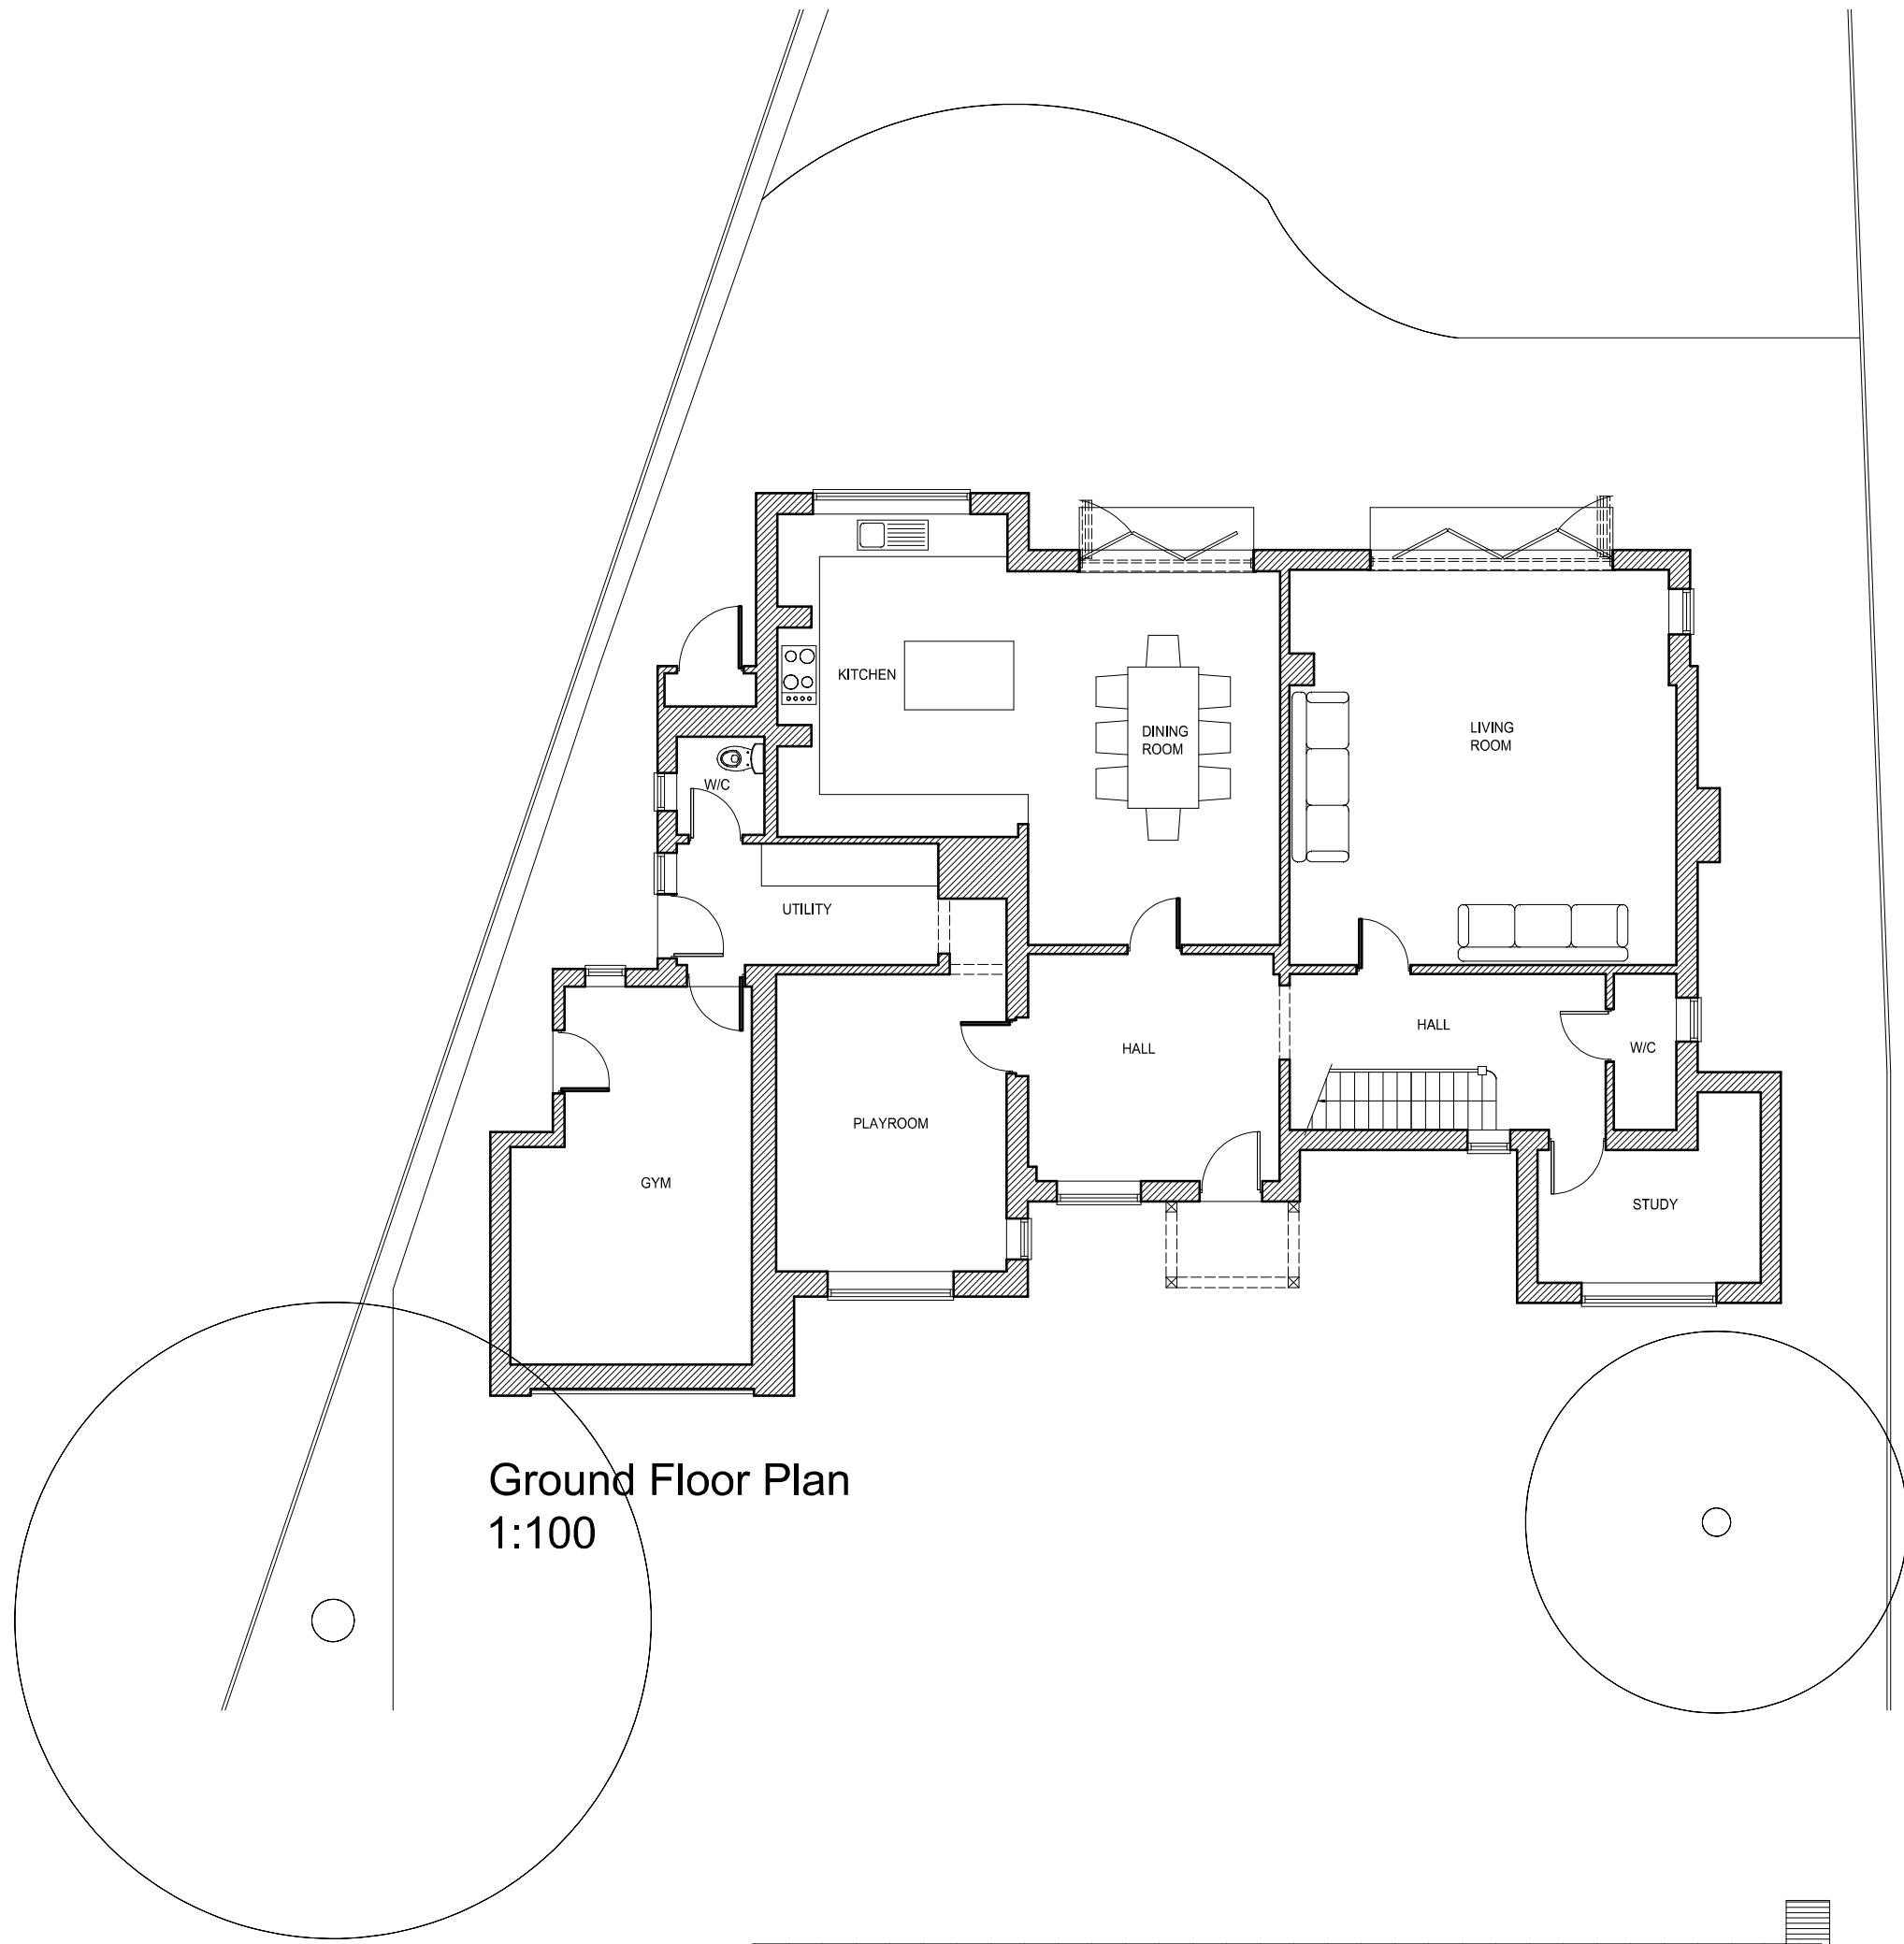 KITCHEN
DINING
ROOM
LIVING
ROOM
W/C
UTILITY
HALL
HALL
W/C
PLAYROOM
GYM
STUDY
Ground Floor Plan
1:100